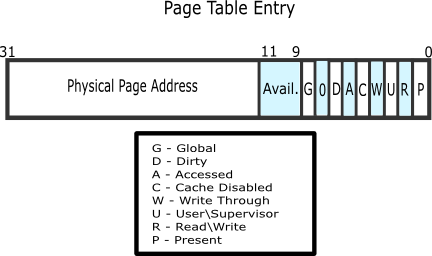 Page Table Entry
31 11 9 0
Physical Page Address Avail. G 0 D A C W U R P
G - Global
D - Dirty
A - Accessed
C - Cache Disabled
W - Write Through
U - User\Supervisor
R - Read\Write
P - Present